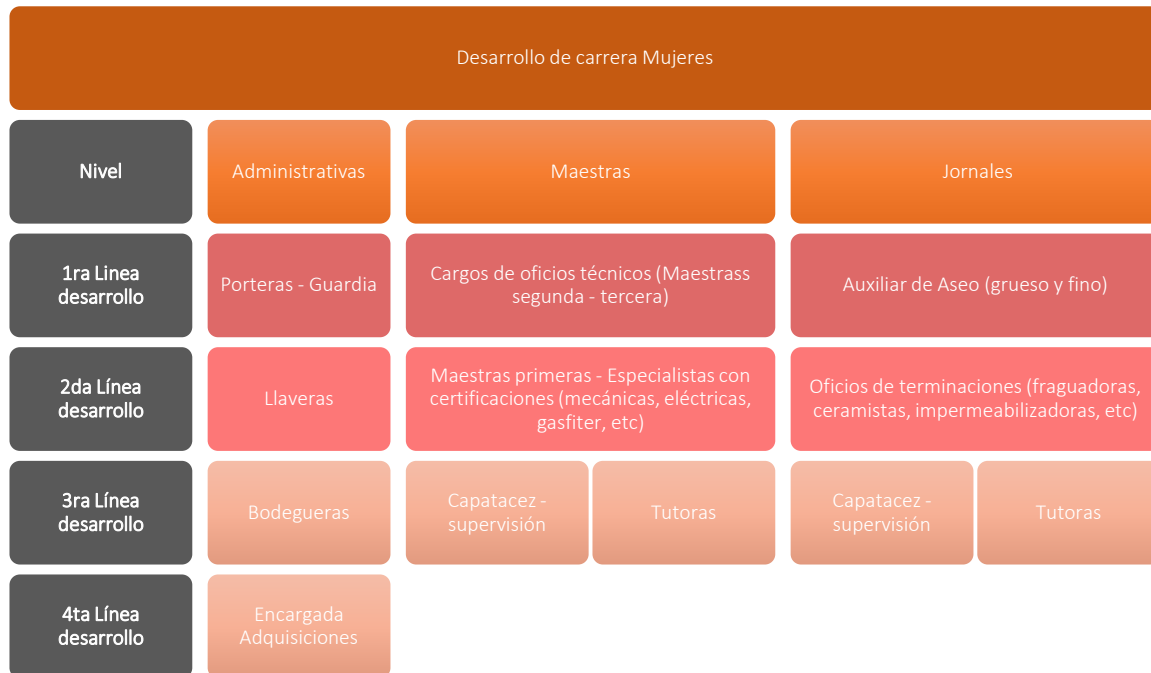 Desarrollo de carrera Mujeres
Nivel
Administrativas
Maestras
Jornales
1ra Linea
desarrollo
Porteras - Guardia
Cargos de oficios técnicos (Maestrass
segunda - tercera)
Auxiliar de Aseo (grueso y fino)
2da Línea
desarrollo
Llaveras
Maestras primeras - Especialistas con
certificaciones (mecánicas, eléctricas,
gasfiter, etc)
Oficios de terminaciones (fraguadoras,
ceramistas, impermeabilizadoras, etc)
3ra Línea
desarrollo
Bodegueras
Capatacez -
supervisión
Tutoras
Capatacez -
supervisión
Tutoras
4ta Línea
desarrollo
Encargada
Adquisiciones